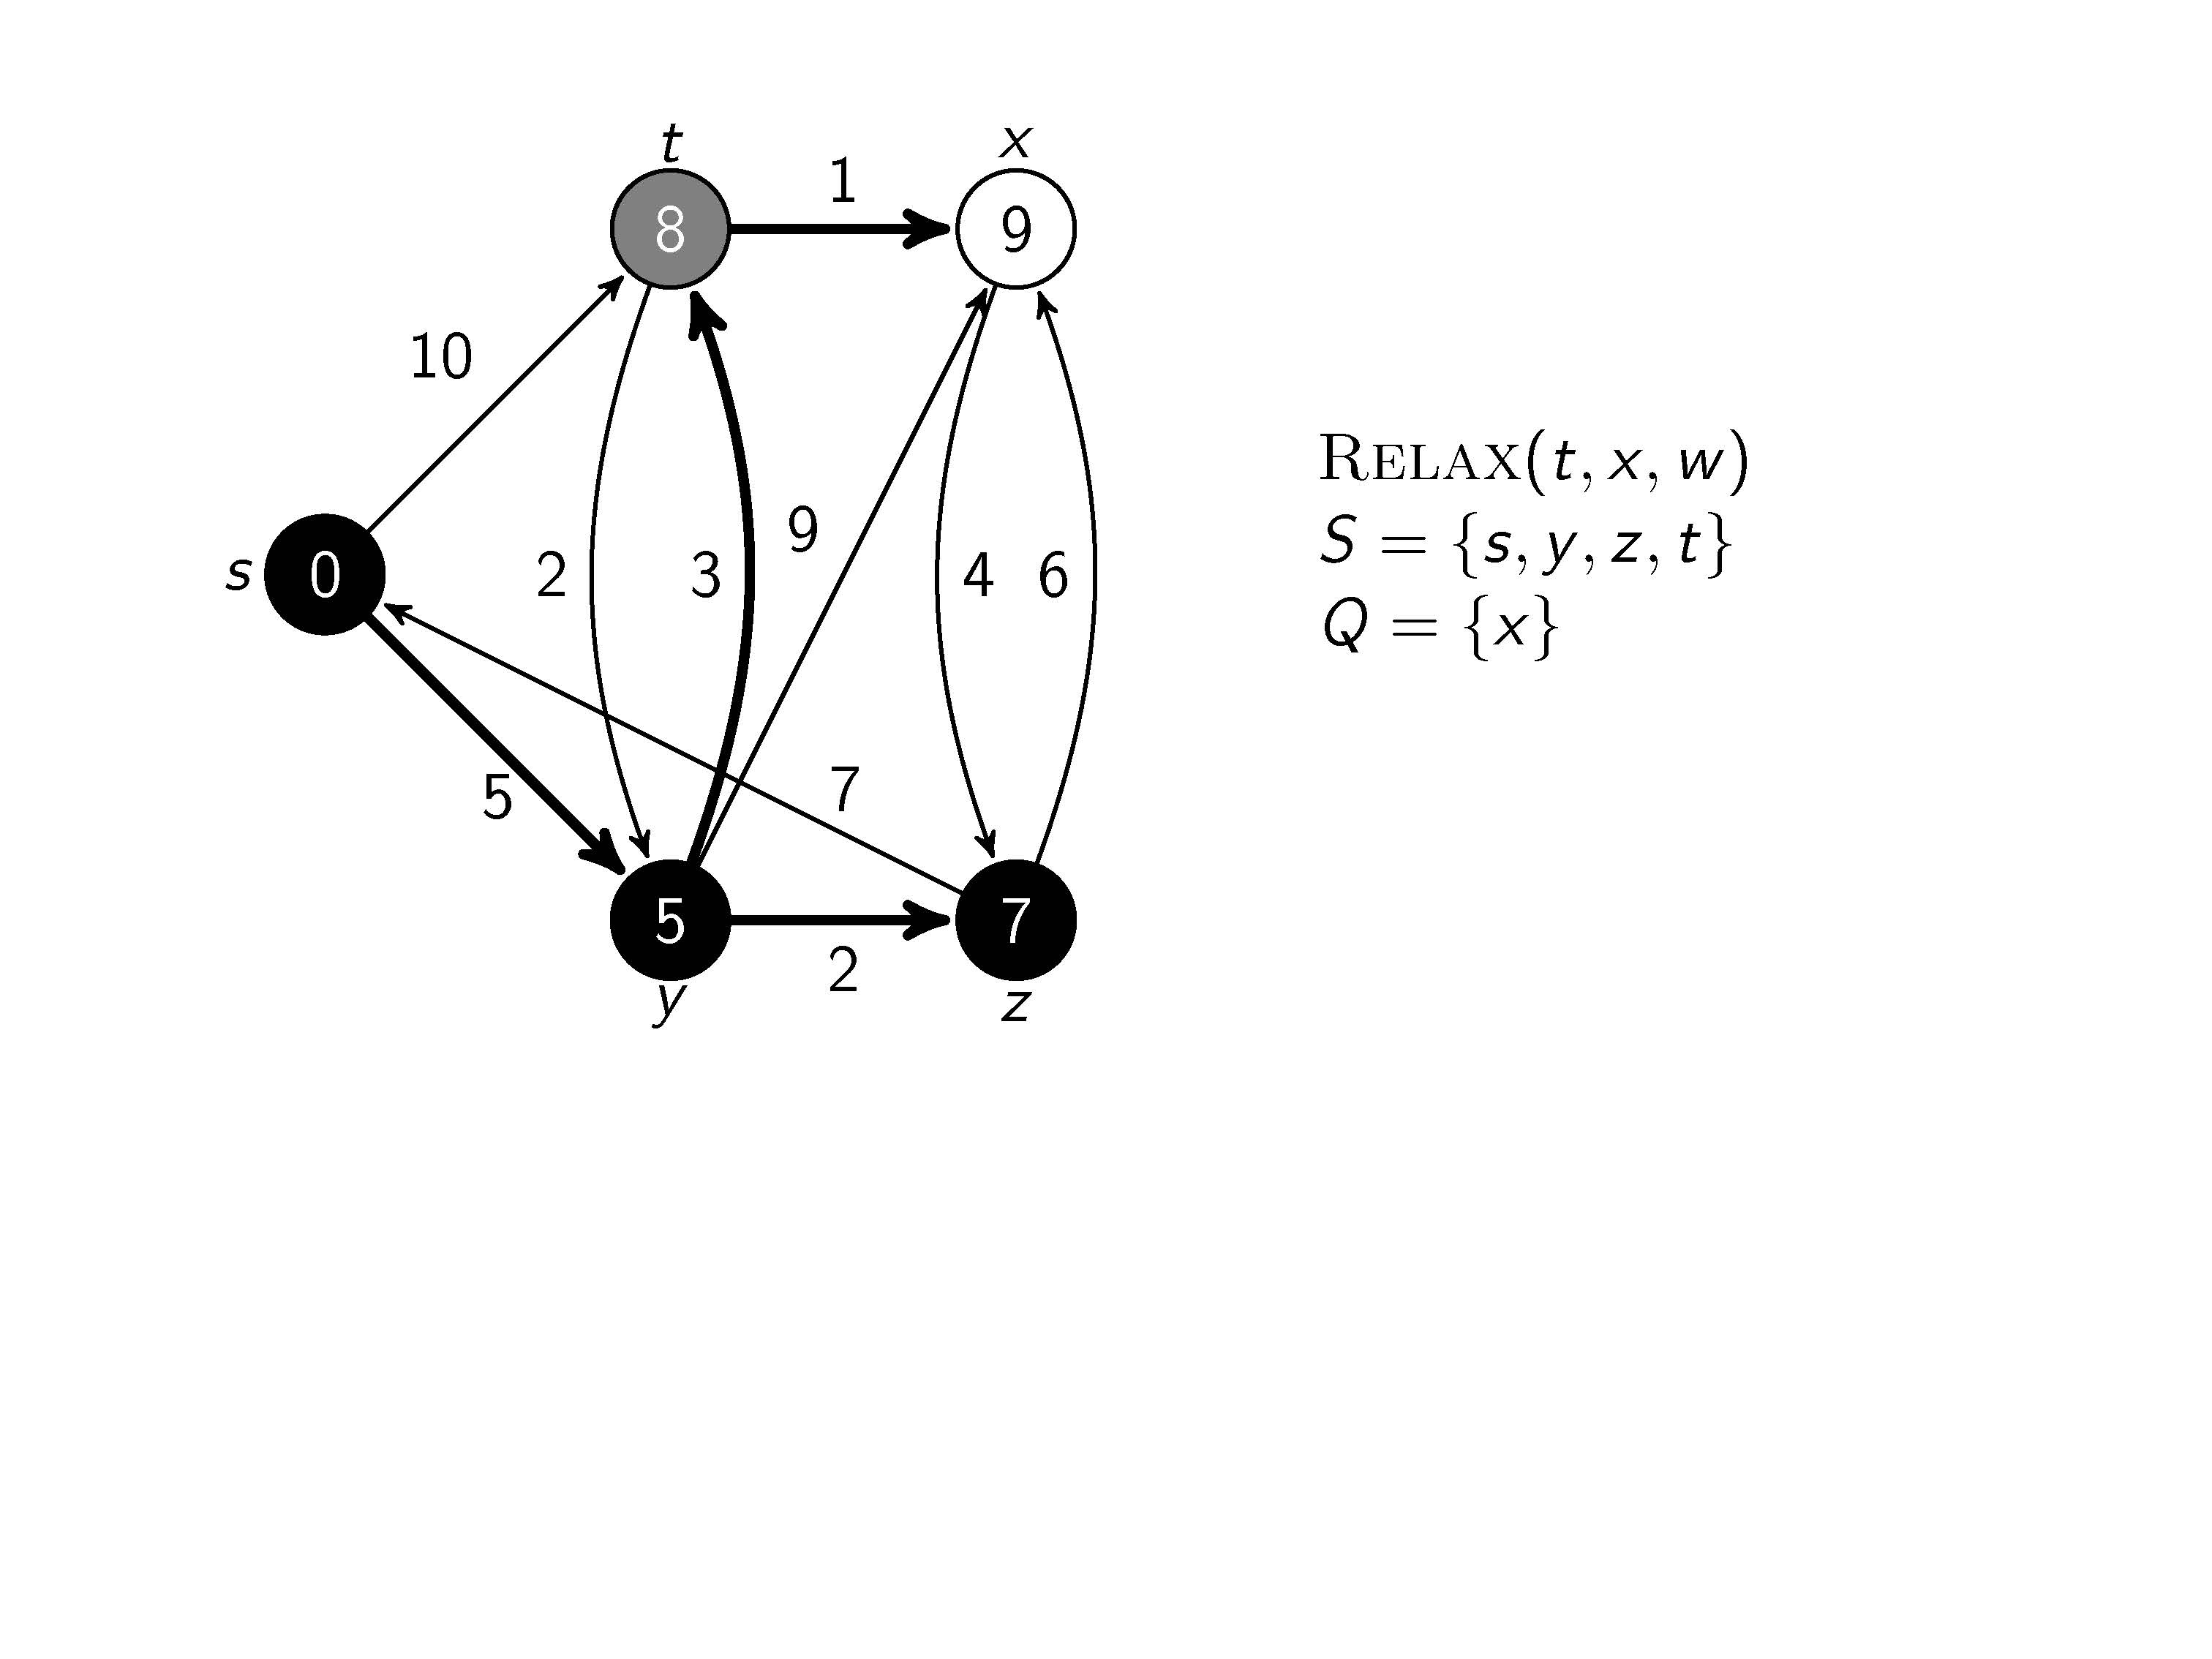 t
x
1
8
9
10
RELAX(t, x, w)
S = {s, y, z, t}
Q = {x}
9
s
0
2
3
4
6
5
7
5
7
2
y
z